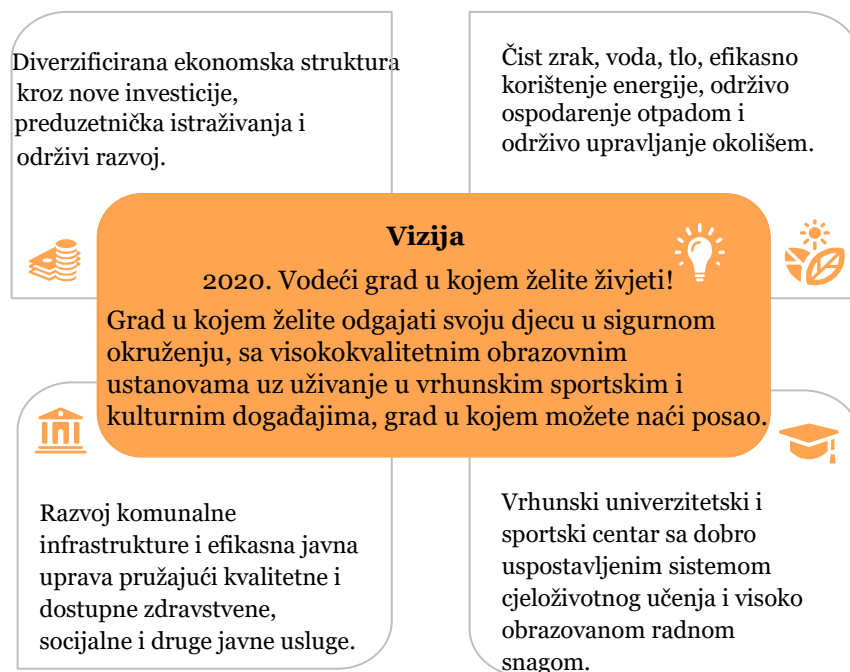 Diverzificirana ekonomska struktura
kroz nove investicije,
preduzetnička istraživanja i
održivi razvoj.
Čist zrak, voda, tlo, efikasno
korištenje energije, održivo
ospodarenje otpadom i
održivo upravljanje okolišem.
Vizija
2020. Vodeći grad u kojem želite živjeti!
Grad u kojem želite odgajati svoju djecu u sigurnom
okruženju, sa visokokvalitetnim obrazovnim
ustanovama uz uživanje u vrhunskim sportskim i
kulturnim događajima, grad u kojem možete naći posao.
Razvoj komunalne
infrastrukture i efikasna javna
uprava pružajući kvalitetne i
dostupne zdravstvene,
socijalne i druge javne usluge.
Vrhunski univerzitetski i
sportski centar sa dobro
uspostavljenim sistemom
cjeloživotnog učenja i visoko
obrazovanom radnom
snagom.